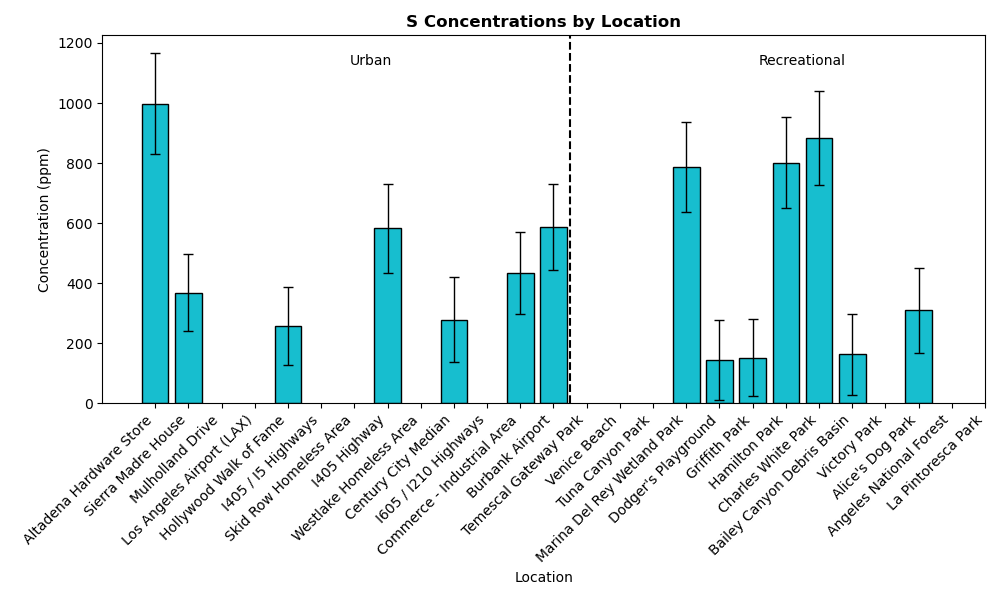 S Concentrations by Location
Urban
Recreational
1200
1000
800
600
400
200
0
Concentration (ppm)
Altadena Hardware Store
Sierra Madre House
Mulholland Drive
Los Angeles Airport (LAX)
Hollywood Walk of Fame
I405 / I5 Highways
Skid Row Homeless Area
I405 Highway
Westlake Homeless Area
Century City Median
I605 / I210 Highways
Commerce - Industrial Area
Burbank Airport
Temescal Gateway Park
Venice Beach
Tuna Canyon Park
Marina Del Rey Wetland Park
Dodger's Playground
Griffith Park
Hamilton Park
Charles White Park
Bailey Canyon Debris Basin
Victory Park
Alice's Dog Park
Angeles National Forest
La Pintoresca Park
Location